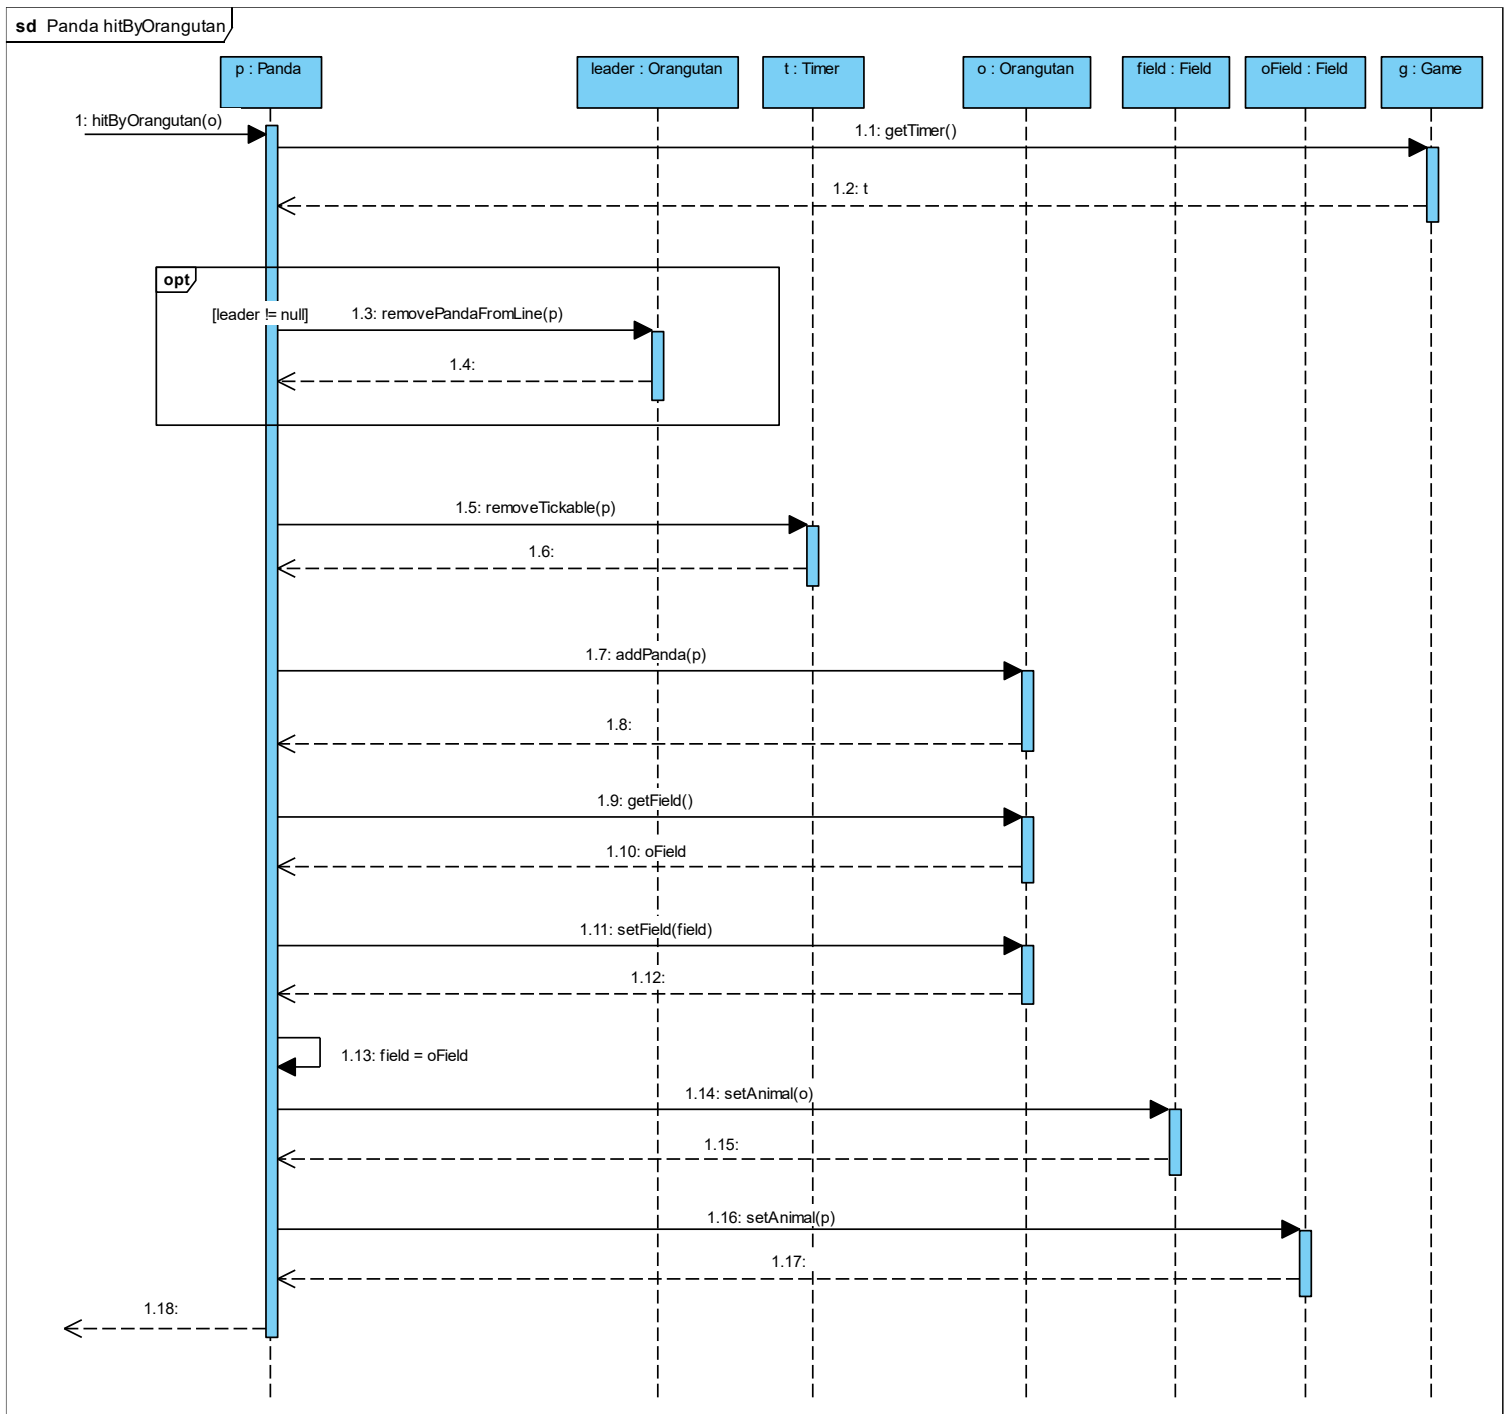 sd Panda hitByOrangutan
p : Panda
leader : Orangutan
t : Timer
o : Orangutan
field : Field
oField : Field
g : Game
1: hitByOrangutan(o)
1.1: getTimer()
1.2: t
opt
[leader != null]
1.3: removePandaFromLine(p)
1.4:
1.5: removeTickable(p)
1.6:
1.7: addPanda(p)
1.8:
1.9: getField()
1.10: oField
1.11: setField(field)
1.12:
1.13: field = oField
1.14: setAnimal(o)
1.15:
1.16: setAnimal(p)
1.17:
1.18: